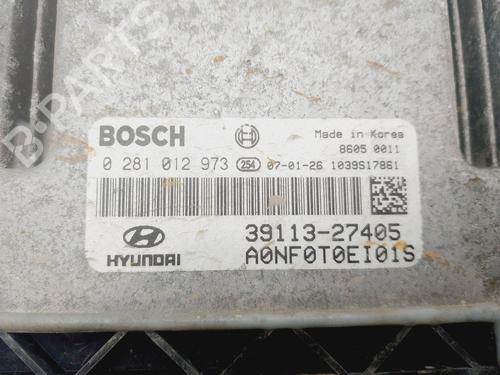 BOSCH
Made in Korea
8605 0011
0 281 012 973 254 07-01-26 1039S17861
39113-27405
HYUNDAI
A0NF0T0EI01S
B-PARTS